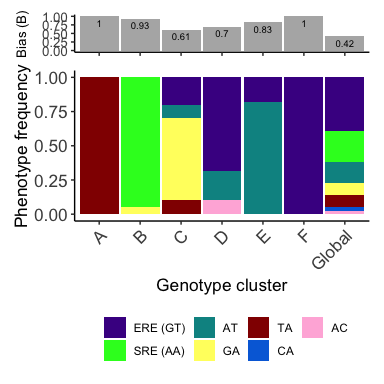 Bias (B)
1.00
0.75
0.50
0.25
0.00
1
0.93
0.61
0.7
0.83
1
0.42
Phenotype frequency
1.00
0.75
0.50
0.25
0.00
A
B
C
D
E
F
Global
Genotype cluster
ERE (GT)
AT
TA
AC
SRE (AA)
GA
CA